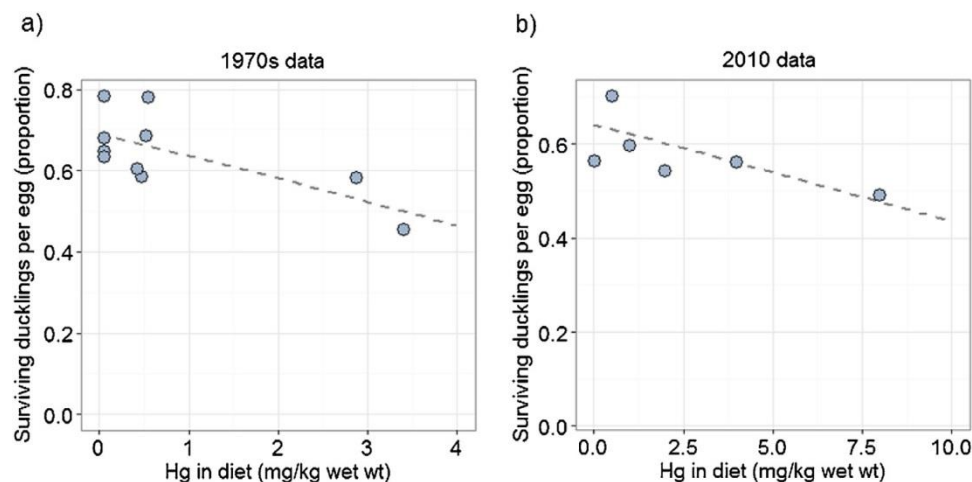 a)
1970s data
Surviving ducklings per egg (proportion)
0.8
0.6
0.4
0.2
0.0
0
1
2
3
4
Hg in diet (mg/kg wet wt)
b)
2010 data
Surviving ducklings per egg (proportion)
0.6
0.4
0.2
0.0
0.0
2.5
5.0
7.5
10.0
Hg in diet (mg/kg wet wt)